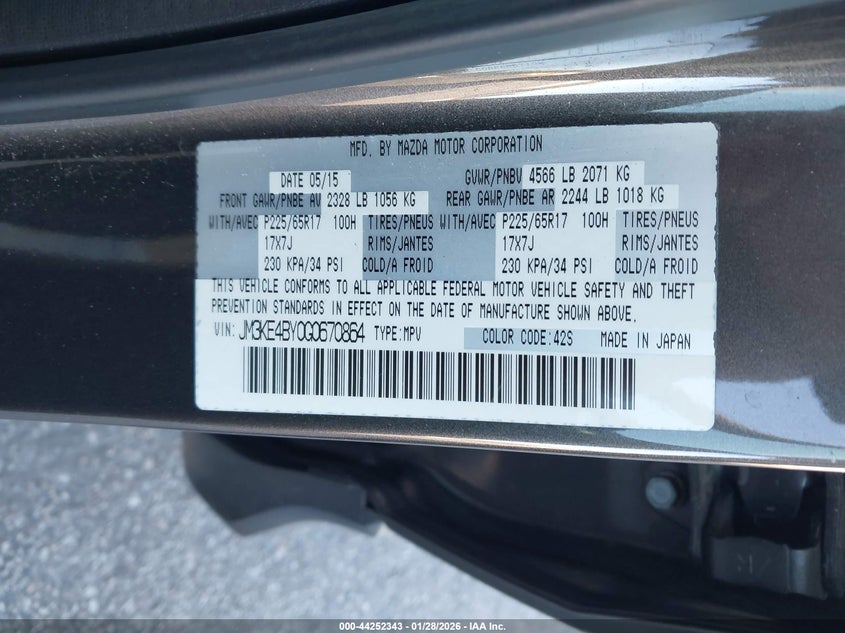 MFD. BY MAZDA MOTOR CORPORATION
DATE 05/15 GVWR/PNBV 4566 LB 2071 KG
FRONT GAWR/PNBE AV 2328 LB 1056 KG REAR GAWR/PNBE AR 2244 LB 1018 KG
WITH/AVEC P225/65R17 100H TIRES/PNEUS WITH/AVEC P225/65R17 100H TIRES/PNEUS
17X7J RIMS/JANTES 17X7J RIMS/JANTES
230 KPA/34 PSI COLD/A FROID 230 KPA/34 PSI COLD/A FROID
THIS VEHICLE CONFORMS TO ALL APPLICABLE FEDERAL MOTOR VEHICLE SAFETY AND THEFT
PREVENTION STANDARDS IN EFFECT ON THE DATE OF MANUFACTURE SHOWN ABOVE.
VIN: JM3KE4BY0G0670864 TYPE:MPV COLOR CODE:42S MADE IN JAPAN
000-44252343 | 01/28/2026 - IAA Inc.